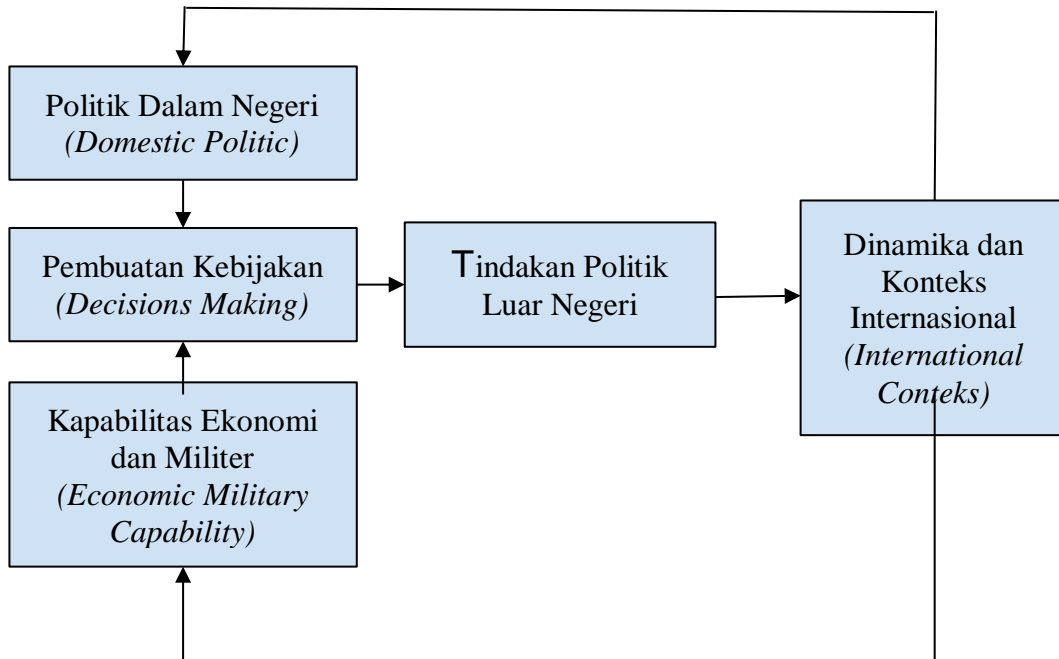 Politik Dalam Negeri
(Domestic Politic)
Pembuatan Kebijakan
(Decisions Making)
Tindakan Politik
Luar Negeri
Dinamika dan
Konteks
Internasional
(International
Conteks)
Kapabilitas Ekonomi
dan Militer
(Economic Military
Capability)